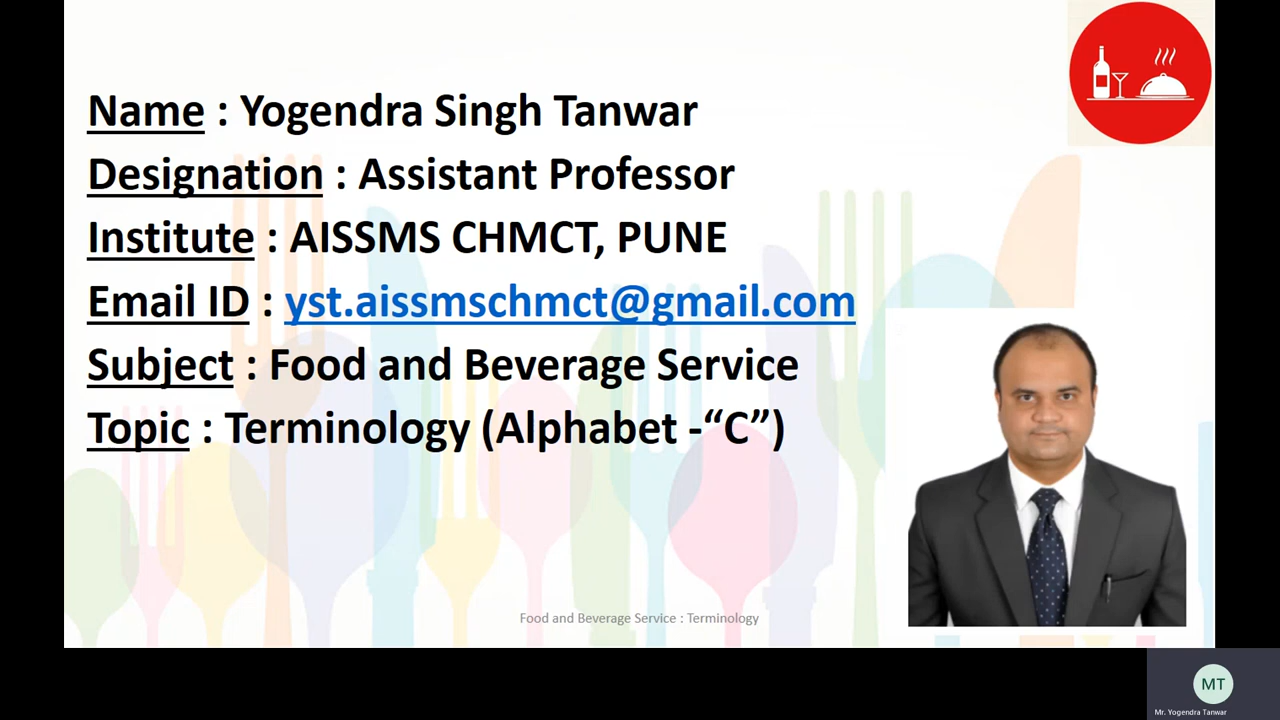 Name : Yogendra Singh Tanwar
Designation : Assistant Professor
Institute : AISSMS CHMCT, PUNE
Email ID : yst.aissmschmct@gmail.com
Subject : Food and Beverage Service
Topic : Terminology (Alphabet -“C”)
Food and Beverage Service : Terminology
MT
Mr. Yogendra Tanwar